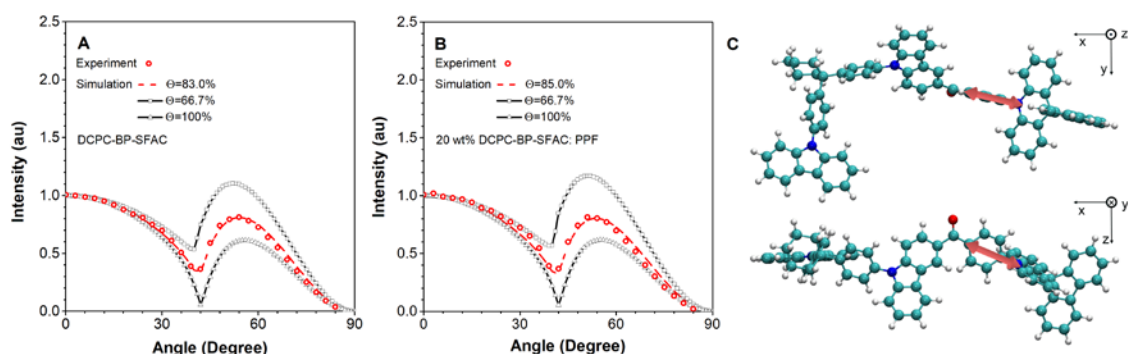 A
Experiment
Simulation
Θ=83.0%
Θ=66.7%
Θ=100%
DCPC-BP-SFAC
Intensity (au)
2.5
2.0
1.5
1.0
0.5
0.0
0
30
60
90
Angle (Degree)
B
Experiment
Simulation
Θ=85.0%
Θ=66.7%
Θ=100%
20 wt% DCPC-BP-SFAC: PPF
Intensity (au)
2.5
2.0
1.5
1.0
0.5
0.0
0
30
60
90
Angle (Degree)
C
x
z
y
x
y
z